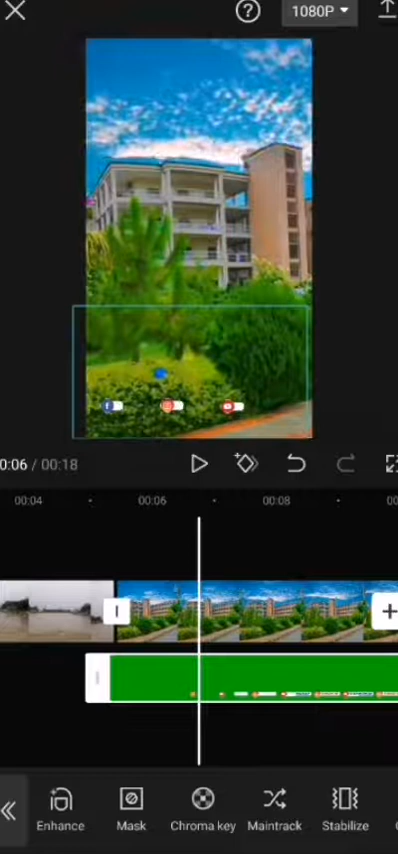 1080P
0:06 / 00:18
00:04
00:06
00:08
Enhance
Mask
Chroma key
Maintrack
Stabilize